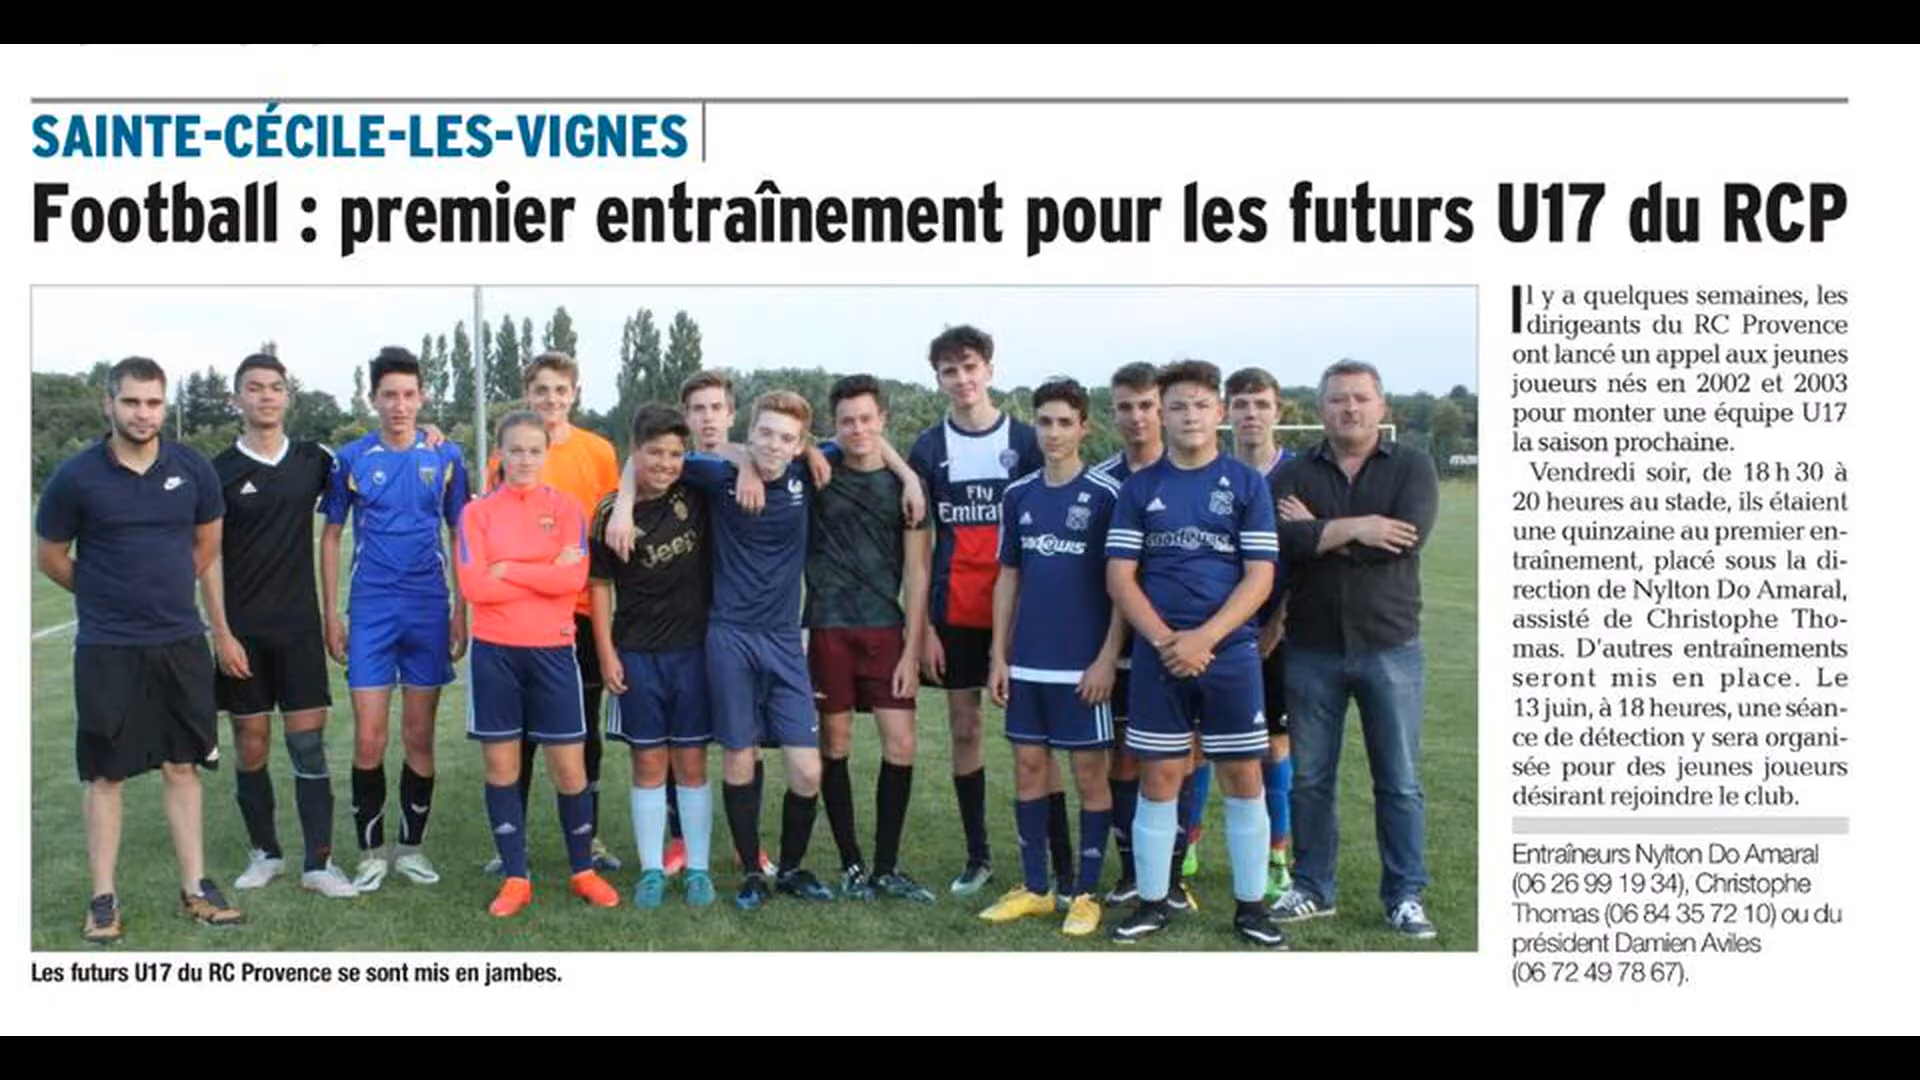 SAINTE-CÉCILE-LES-VIGNES
Football : premier entraînement pour les futurs U17 du RCP
Fly
Emirat
Jeep
Il y a quelques semaines, les
dirigeants du RC Provence
ont lancé un appel aux jeunes
joueurs nés en 2002 et 2003
pour monter une équipe U17
la saison prochaine.
Vendredi soir, de 18 h 30 à
20 heures au stade, ils étaient
une quinzaine au premier en-
traînement, placé sous la di-
rection de Nylton Do Amaral,
assisté de Christophe Tho-
mas. D'autres entraînements
seront mis en place. Le
13 juin, à 18 heures, une séan-
ce de détection y sera organi-
sée pour des jeunes joueurs
désirant rejoindre le club.
Entraîneurs Nylton Do Amaral
(06 26 99 19 34), Christophe
Thomas (06 84 35 72 10) ou du
président Damien Aviles
(06 72 49 78 67).
Les futurs U17 du RC Provence se sont mis en jambes.